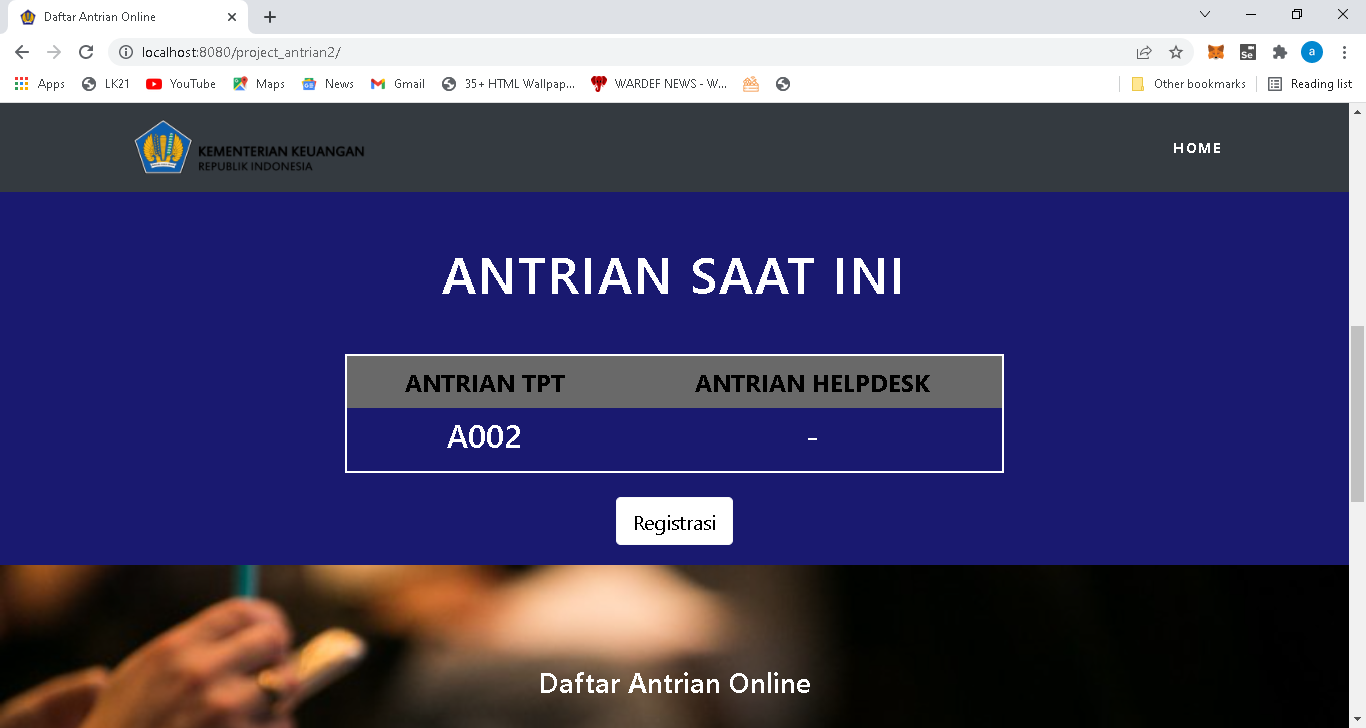 Daftar Antrian Online
localhost:8080/project_antrian2/
Apps LK21 YouTube Maps News Gmail 35+ HTML Wallpap... WARDEF NEWS - W... Other bookmarks Reading list
KEMENTERIAN KEUANGAN
REPUBLIK INDONESIA
HOME
ANTRIAN SAAT INI
ANTRIAN TPT ANTRIAN HELPDESK
A002 -
Registrasi
Daftar Antrian Online